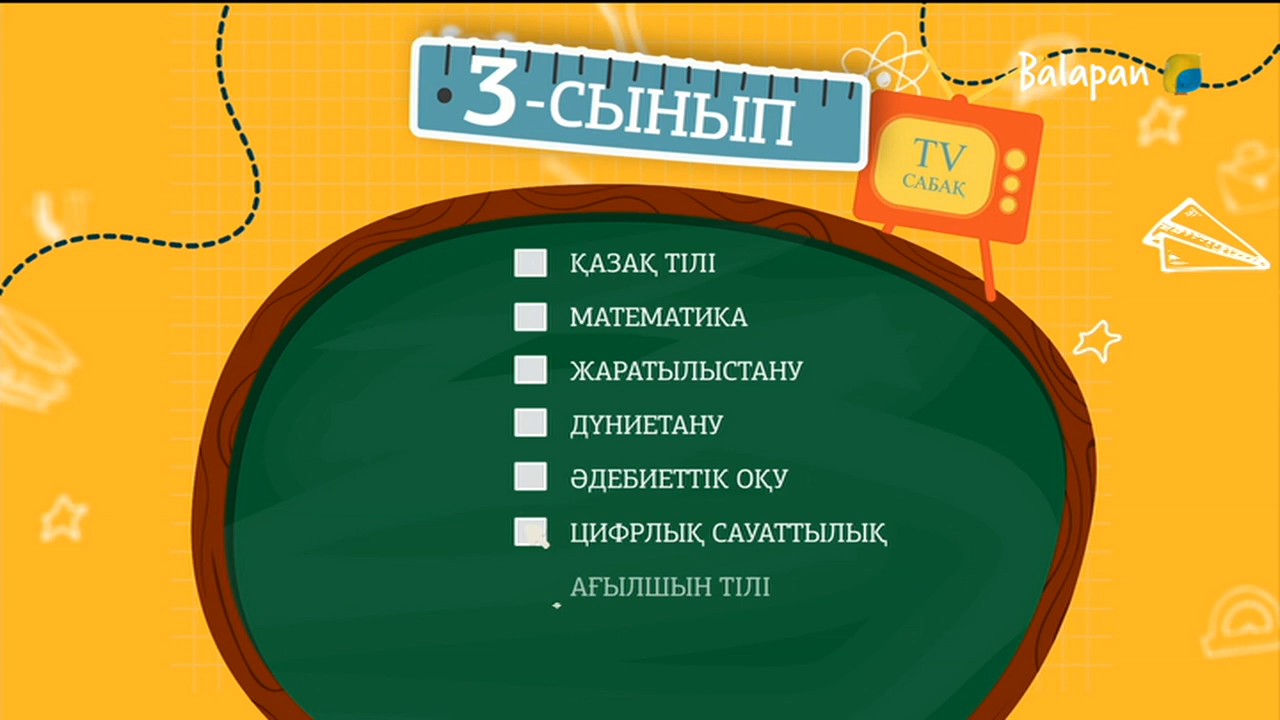 3-СЫНЫП
Balapan
TV
САБАҚ
ҚАЗАҚ ТІЛІ
МАТЕМАТИКА
ЖАРАТЫЛЫСТАНУ
ДҮНИЕТАНУ
ӘДЕБИЕТТІК ОҚУ
ЦИФРЛЫҚ САУАТТЫЛЫҚ
АҒЫЛШЫН ТІЛІ